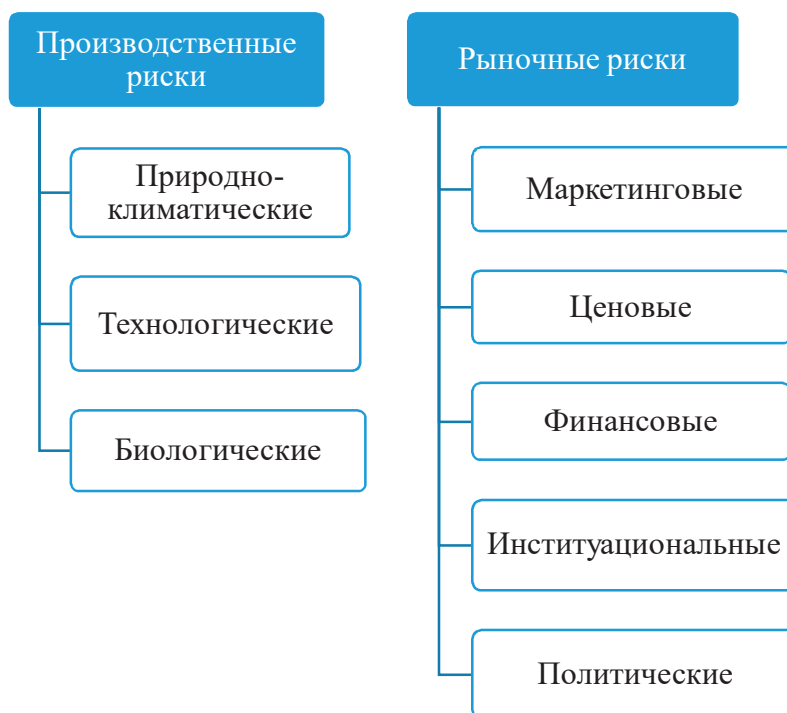 Производственные
риски
Природно-
климатические
Технологические
Биологические
Рыночные риски
Маркетинговые
Ценовые
Финансовые
Институациональные
Политические